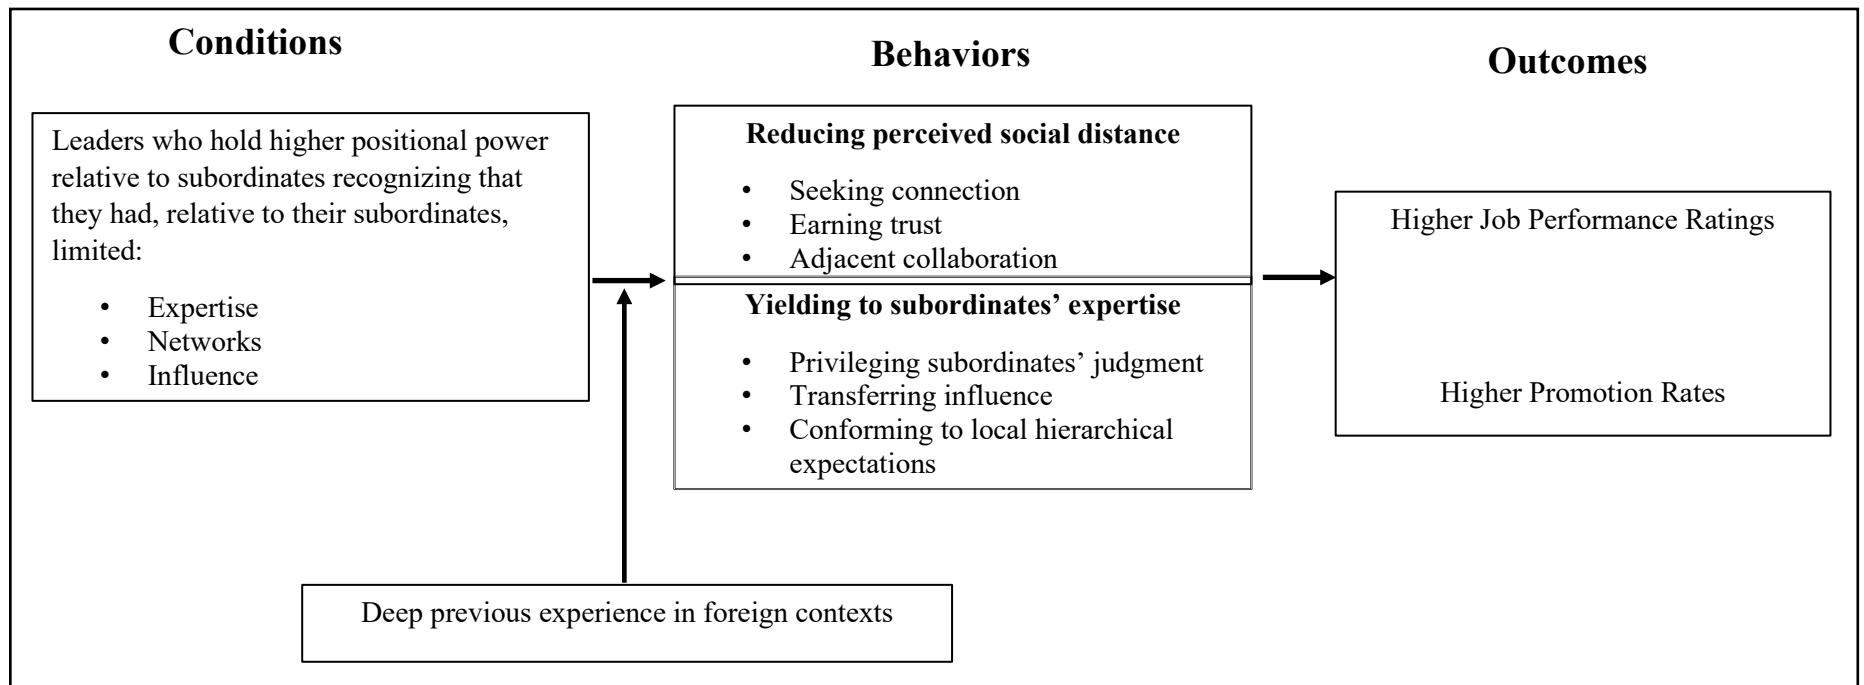 Conditions
Behaviors
Outcomes
Leaders who hold higher positional power
relative to subordinates recognizing that
they had, relative to their subordinates,
limited:
• Expertise
• Networks
• Influence
Reducing perceived social distance
• Seeking connection
• Earning trust
• Adjacent collaboration
Yielding to subordinates’ expertise
• Privileging subordinates’ judgment
• Transferring influence
• Conforming to local hierarchical
expectations
Higher Job Performance Ratings
Higher Promotion Rates
Deep previous experience in foreign contexts